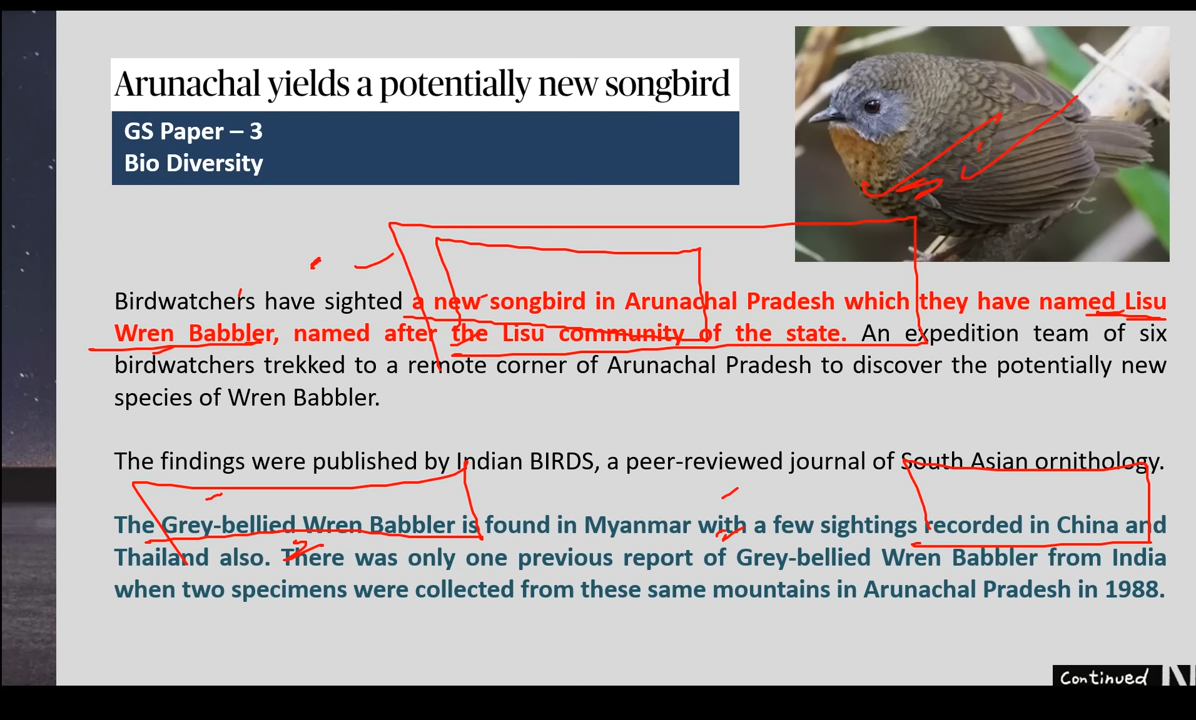 Arunachal yields a potentially new songbird
GS Paper – 3
Bio Diversity
Birdwatchers have sighted a new songbird in Arunachal Pradesh which they have named Lisu
Wren Babbler, named after the Lisu community of the state. An expedition team of six
birdwatchers trekked to a remote corner of Arunachal Pradesh to discover the potentially new
species of Wren Babbler.
The findings were published by Indian BIRDS, a peer-reviewed journal of South Asian ornithology.
The Grey-bellied Wren Babbler is found in Myanmar with a few sightings recorded in China and
Thailand also. There was only one previous report of Grey-bellied Wren Babbler from India
when two specimens were collected from these same mountains in Arunachal Pradesh in 1988.
Continued